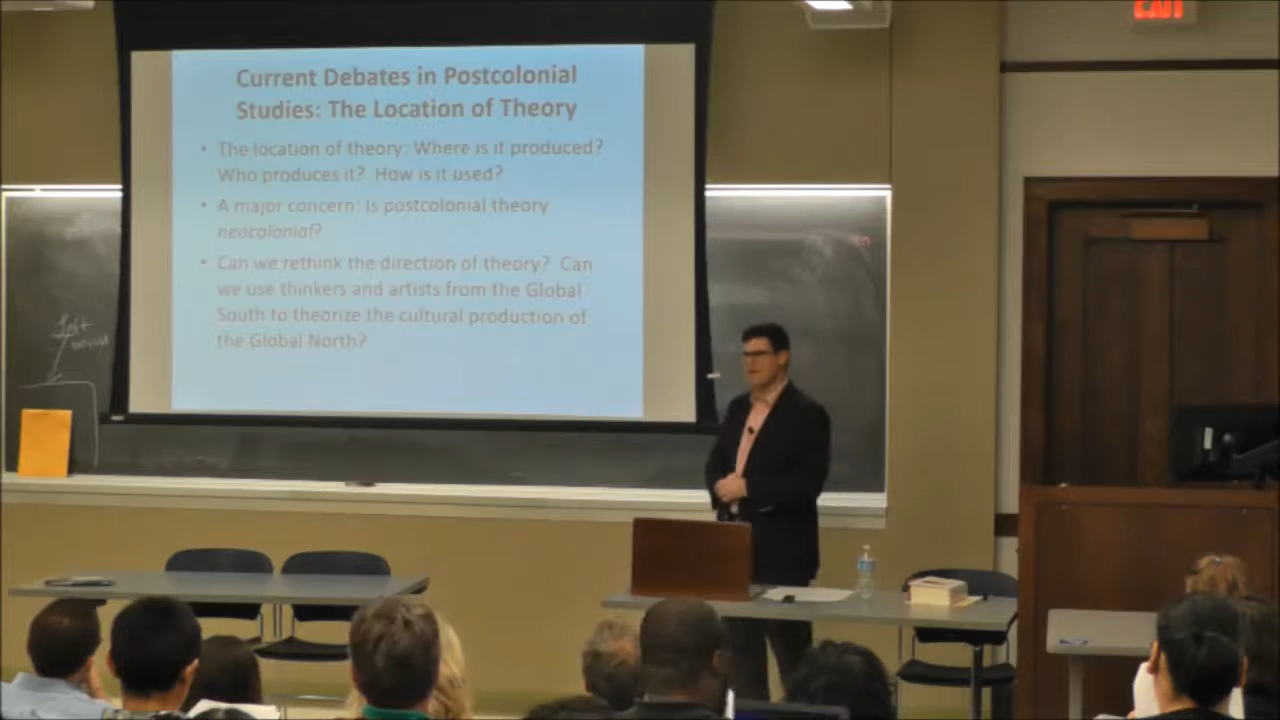 EXIT
Current Debates in Postcolonial
Studies: The Location of Theory
• The location of theory: Where is it produced?
Who produces it? How is it used?
• A major concern: Is postcolonial theory
neocolonial?
• Can we rethink the direction of theory? Can
we use thinkers and artists from the Global
South to theorize the cultural production of
the Global North?